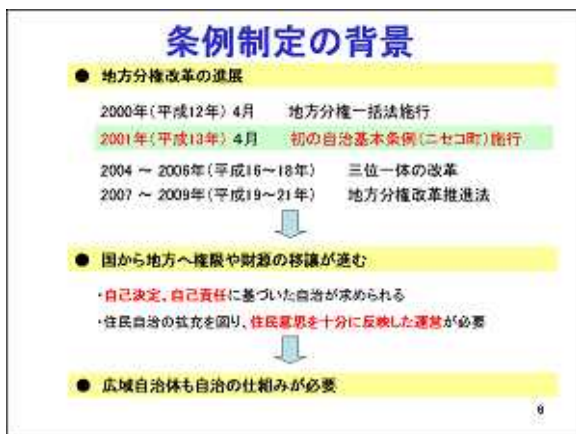 条例制定の背景
● 地方分権改革の進展
2000年(平成12年) 4月 地方分権一括法施行
2001年(平成13年) 4月 初の自治基本条例(ニセコ町)施行
2004 ～ 2006年(平成16～18年) 三位一体の改革
2007 ～ 2009年(平成19～21年) 地方分権改革推進法
● 国から地方へ権限や財源の移譲が進む
・自己決定、自己責任に基づいた自治が求められる
・住民自治の拡充を図り、住民意思を十分に反映した運営が必要
● 広域自治体も自治の仕組みが必要